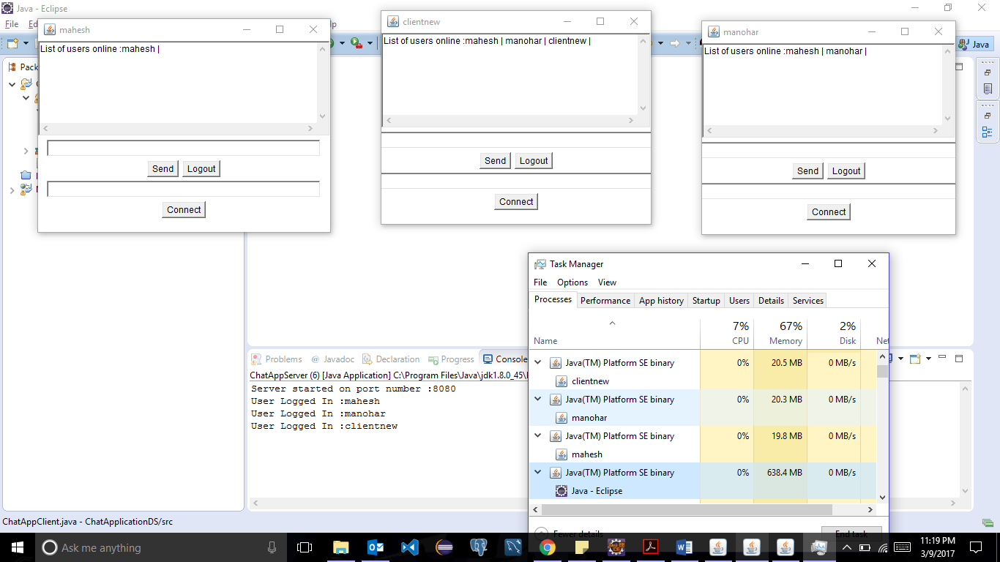 Java - Eclipse
File
mahesh
List of users online :mahesh |
Send
Logout
Connect
clientnew
List of users online :mahesh | manohar | clientnew |
Send
Logout
Connect
manohar
List of users online :mahesh | manohar |
Send
Logout
Connect
Java
Task Manager
File Options View
Processes Performance App history Startup Users Details Services
7% 67% 2%
Name CPU Memory Disk
Java(TM) Platform SE binary 0% 20.5 MB 0 MB/s
clientnew
Java(TM) Platform SE binary 0% 20.3 MB 0 MB/s
manohar
Java(TM) Platform SE binary 0% 19.8 MB 0 MB/s
mahesh
Java(TM) Platform SE binary 0% 638.4 MB 0 MB/s
Java - Eclipse
Fewer details
End task
Problems @ Javadoc Declaration Progress Console
ChatAppServer (6) [Java Application] C:\Program Files\Java\jdk1.8.0_45\
Server started on port number :8080
User Logged In :mahesh
User Logged In :manohar
User Logged In :clientnew
ChatAppClient.java - ChatApplicationDS/src
Ask me anything
11:19 PM
3/9/2017